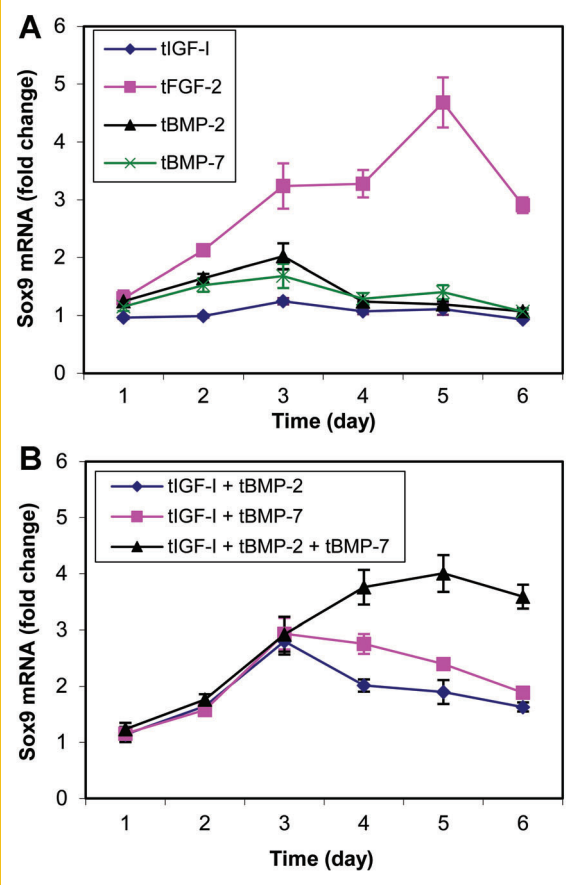 A
6
5
4
3
2
1
0
Sox9 mRNA (fold change)
tIGF-I
tFGF-2
tBMP-2
tBMP-7
1 2 3 4 5 6
Time (day)
B
6
5
4
3
2
1
0
Sox9 mRNA (fold change)
tIGF-I + tBMP-2
tIGF-I + tBMP-7
tIGF-I + tBMP-2 + tBMP-7
1 2 3 4 5 6
Time (day)